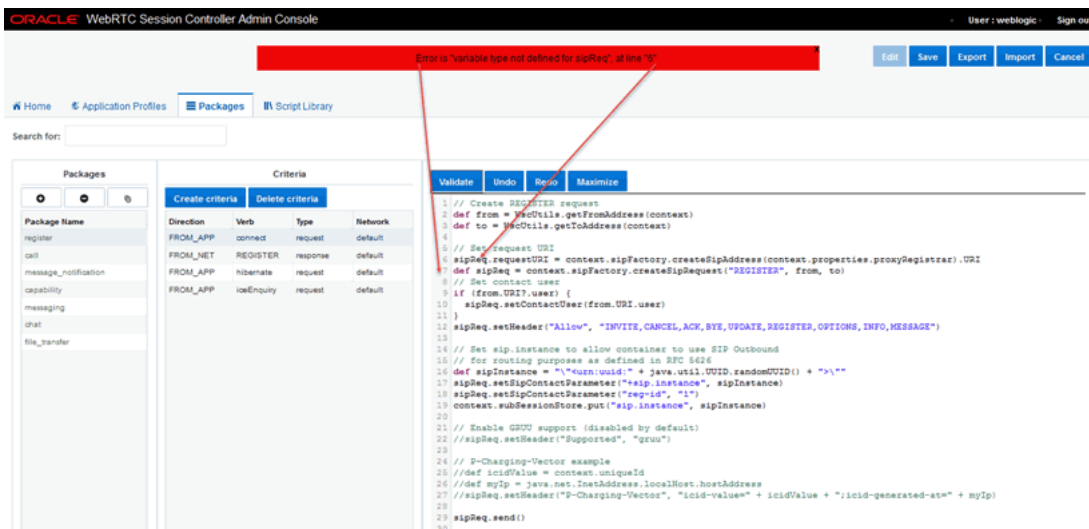 ORACLE WebRTC Session Controller Admin Console
User : weblogic
Sign ou
Error is "variable type not defined for sipReq", at line "6"
x
Edit Save Export Import Cancel
Home Application Profiles Packages Script Library
Search for:
Packages
Package Name
register
call
message_notification
capability
messaging
chat
file_transfer
Criteria
Create criteria Delete criteria
Direction Verb Type Network
FROM_APP connect request default
FROM_NET REGISTER response default
FROM_APP hibernate request default
FROM_APP iceEnquiry request default
Validate Undo Redo Maximize
1 // Create REGISTER request
2 def from = WscUtils.getFromAddress(context)
3 def to = WscUtils.getToAddress(context)
4
5 // Set request URI
6 sipReq.requestURI = context.sipFactory.createSipAddress(context.properties.proxyRegistrar).URI
7 def sipReq = context.sipFactory.createSipRequest("REGISTER", from, to)
8 // Set contact user
9 if (from.URI?.user) {
10 sipReq.setContactUser(from.URI.user)
11 }
12 sipReq.setHeader("Allow", "INVITE,CANCEL,ACK,BYE,UPDATE,REGISTER,OPTIONS,INFO,MESSAGE")
13
14 // Set sip.instance to allow container to use SIP Outbound
15 // for routing purposes as defined in RFC 5626
16 def sipInstance = "\"<urn:uuid:" + java.util.UUID.randomUUID() + ">\""
17 sipReq.setSipContactParameter("+sip.instance", sipInstance)
18 sipReq.setSipContactParameter("reg-id", "1")
19 context.subSessionStore.put("sip.instance", sipInstance)
20
21 // Enable GRUU support (disabled by default)
22 //sipReq.setHeader("Supported", "gruu")
23
24 // P-Charging-Vector example
25 //def icidValue = context.uniqueId
26 //def myIp = java.net.InetAddress.localHost.hostAddress
27 //sipReq.setHeader("P-Charging-Vector", "icid-value=" + icidValue + ";icid-generated-at=" + myIp)
28
29 sipReq.send()
30